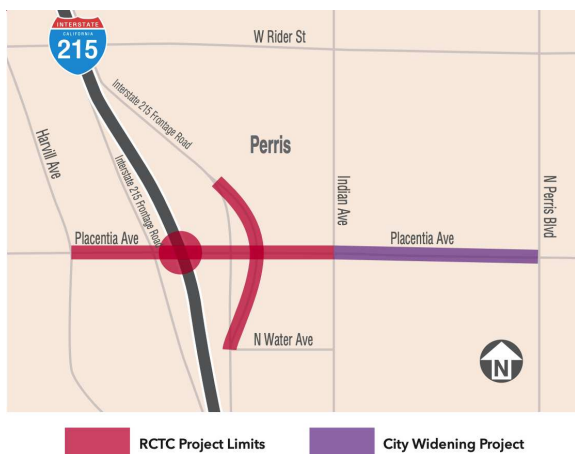 INTERSTATE
CALIFORNIA
215
W Rider St
Interstate 215 Frontage Road
Harvill Ave
Perris
Interstate 215 Frontage Road
Indian Ave
N Perris Blvd
Placentia Ave
Placentia Ave
N Water Ave
N
RCTC Project Limits
City Widening Project